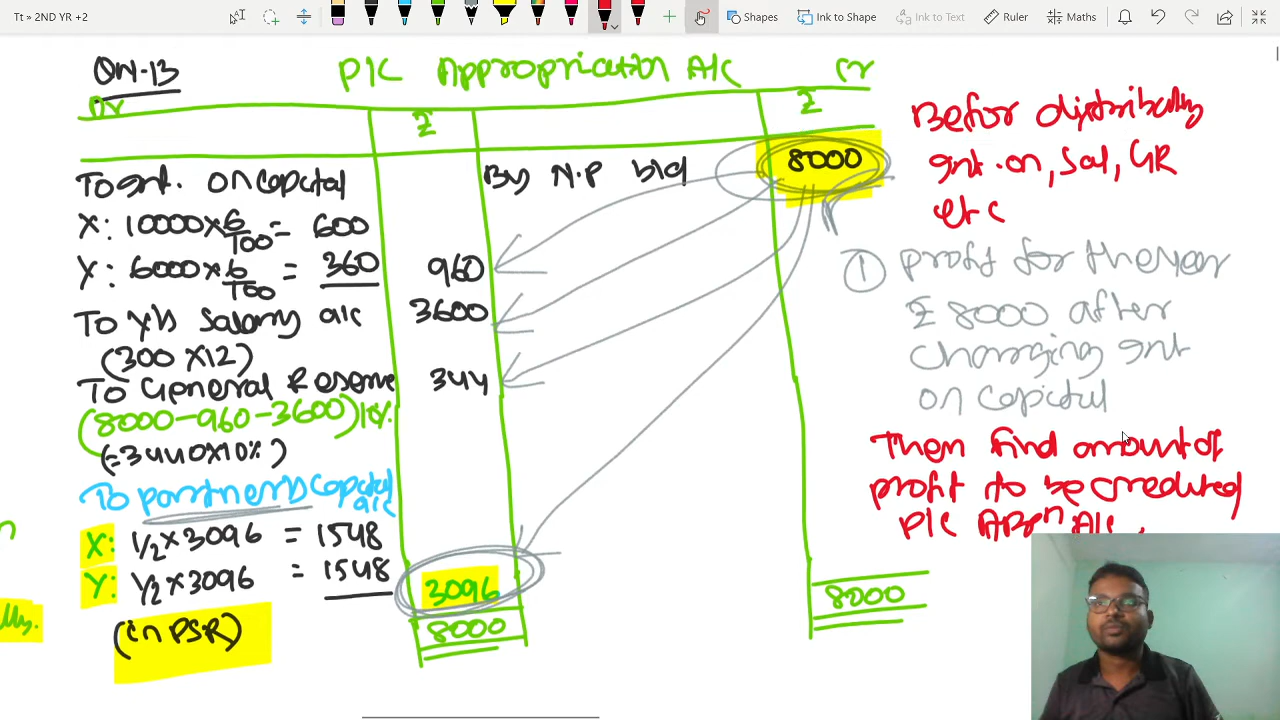 Tt » 2ND YR +2
Shapes
Ink to Shape
Ink to Text
Ruler
Maths
QN-13
P/C Appropriation A/C
Dr
Cr
₹
₹
To Int. on capital
By N.P b/d
8000
X: 10000×6/100= 600
Y: 6000×6/100 = 360
960
To Y's Salary a/c
3600
(300 ×12)
To General Reserve
344
(8000-960-3600)10%
(=3440×10%)
To partner's capital a/c
X: 1/2×3096 = 1548
Y: 1/2×3096 = 1548
3096
8000
8000
(in PSR)
Befor distributing
Int. on, Sal, GR
etc
① profit for the year
₹ 8000 after
charging Int
on capital
Then find amount of
profit to be credited
P/C APPn A/C.